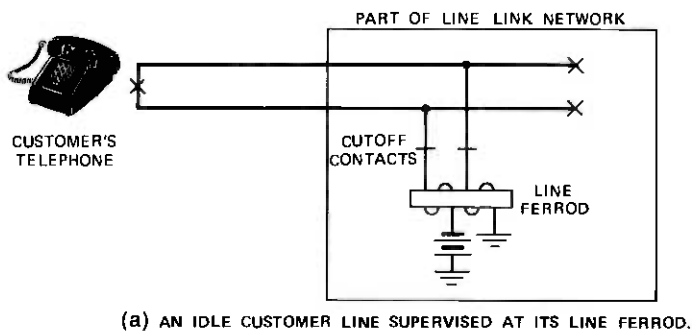 PART OF LINE LINK NETWORK
CUSTOMER'S
TELEPHONE
CUTOFF
CONTACTS
LINE
FERROD
(a) AN IDLE CUSTOMER LINE SUPERVISED AT ITS LINE FERROD.